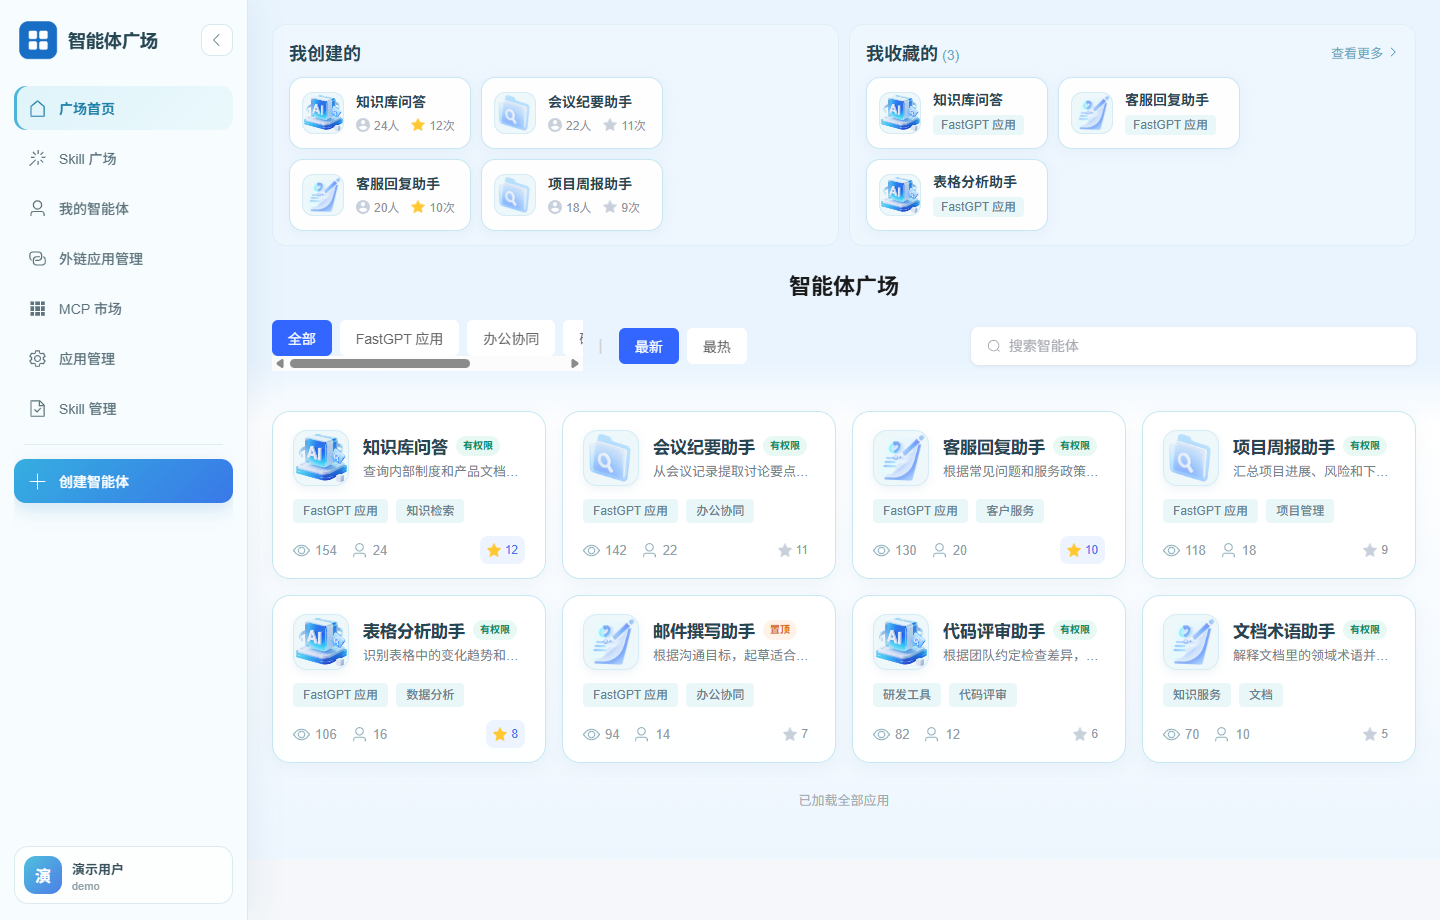 智能体广场
广场首页
Skill 广场
我的智能体
外链应用管理
MCP 市场
应用管理
Skill 管理
创建智能体
演
演示用户
demo
我创建的
知识库问答
24人 12次
会议纪要助手
22人 11次
客服回复助手
20人 10次
项目周报助手
18人 9次
我收藏的 (3)
查看更多
知识库问答
FastGPT 应用
客服回复助手
FastGPT 应用
表格分析助手
FastGPT 应用
智能体广场
全部 FastGPT 应用 办公协同
最新 最热
搜索智能体
知识库问答 有权限
查询内部制度和产品文档...
FastGPT 应用 知识检索
154 24 12
会议纪要助手 有权限
从会议记录提取讨论要点...
FastGPT 应用 办公协同
142 22 11
客服回复助手 有权限
根据常见问题和服务政策...
FastGPT 应用 客户服务
130 20 10
项目周报助手 有权限
汇总项目进展、风险和下...
FastGPT 应用 项目管理
118 18 9
表格分析助手 有权限
识别表格中的变化趋势和...
FastGPT 应用 数据分析
106 16 8
邮件撰写助手 置顶
根据沟通目标，起草适合...
FastGPT 应用 办公协同
94 14 7
代码评审助手 有权限
根据团队约定检查差异，...
研发工具 代码评审
82 12 6
文档术语助手 有权限
解释文档里的领域术语并...
知识服务 文档
70 10 5
已加载全部应用